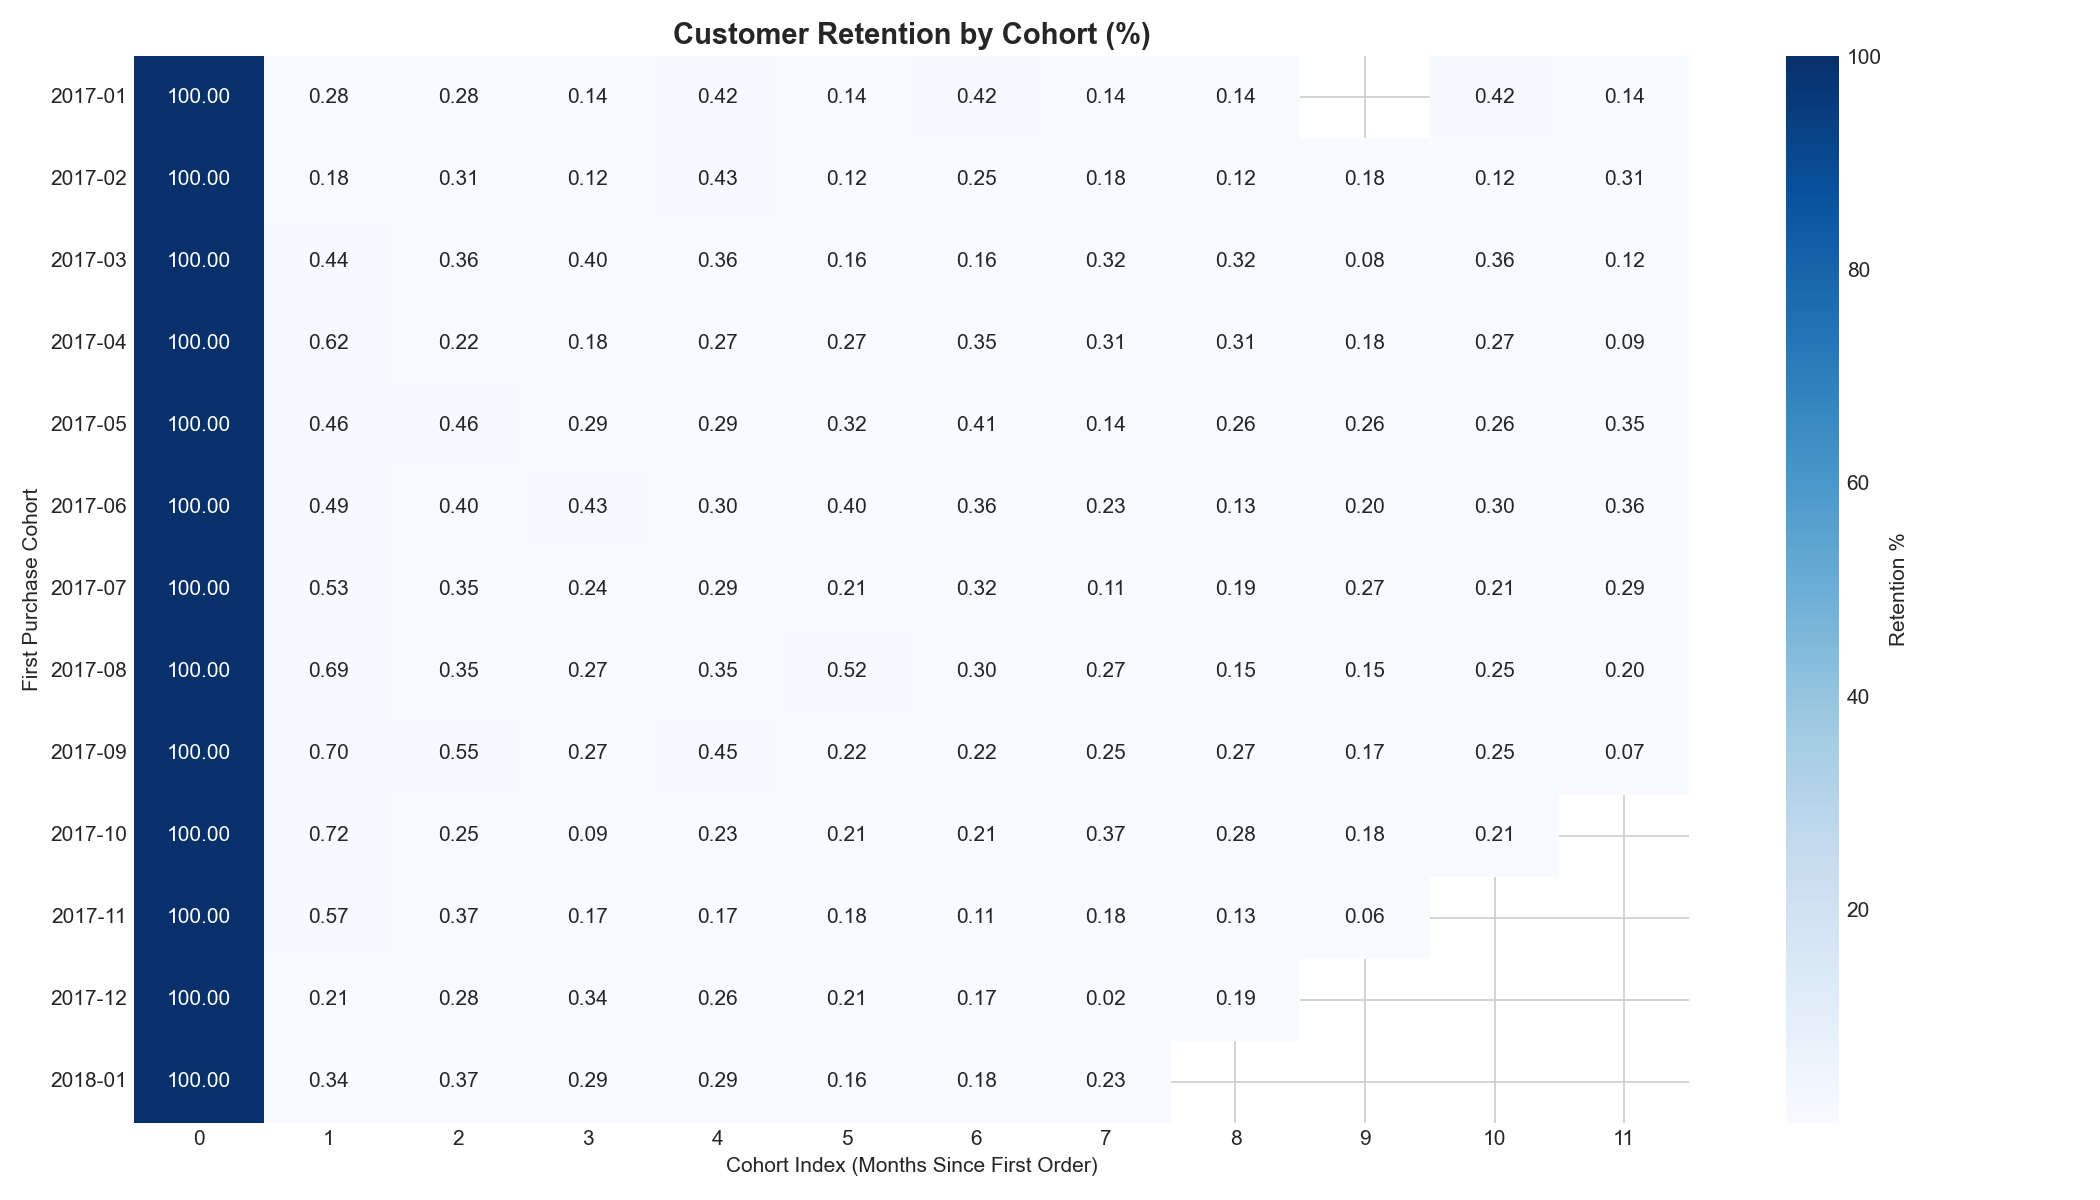 Customer Retention by Cohort (%)
2017-01 100.00 0.28 0.28 0.14 0.42 0.14 0.42 0.14 0.14 0.42 0.14
2017-02 100.00 0.18 0.31 0.12 0.43 0.12 0.25 0.18 0.12 0.18 0.12 0.31
2017-03 100.00 0.44 0.36 0.40 0.36 0.16 0.16 0.32 0.32 0.08 0.36 0.12
2017-04 100.00 0.62 0.22 0.18 0.27 0.27 0.35 0.31 0.31 0.18 0.27 0.09
2017-05 100.00 0.46 0.46 0.29 0.29 0.32 0.41 0.14 0.26 0.26 0.26 0.35
2017-06 100.00 0.49 0.40 0.43 0.30 0.40 0.36 0.23 0.13 0.20 0.30 0.36
2017-07 100.00 0.53 0.35 0.24 0.29 0.21 0.32 0.11 0.19 0.27 0.21 0.29
2017-08 100.00 0.69 0.35 0.27 0.35 0.52 0.30 0.27 0.15 0.15 0.25 0.20
2017-09 100.00 0.70 0.55 0.27 0.45 0.22 0.22 0.25 0.27 0.17 0.25 0.07
2017-10 100.00 0.72 0.25 0.09 0.23 0.21 0.21 0.37 0.28 0.18 0.21
2017-11 100.00 0.57 0.37 0.17 0.17 0.18 0.11 0.18 0.13 0.06
2017-12 100.00 0.21 0.28 0.34 0.26 0.21 0.17 0.02 0.19
2018-01 100.00 0.34 0.37 0.29 0.29 0.16 0.18 0.23
0 1 2 3 4 5 6 7 8 9 10 11
Cohort Index (Months Since First Order)
First Purchase Cohort
100
80
60
40
20
Retention %